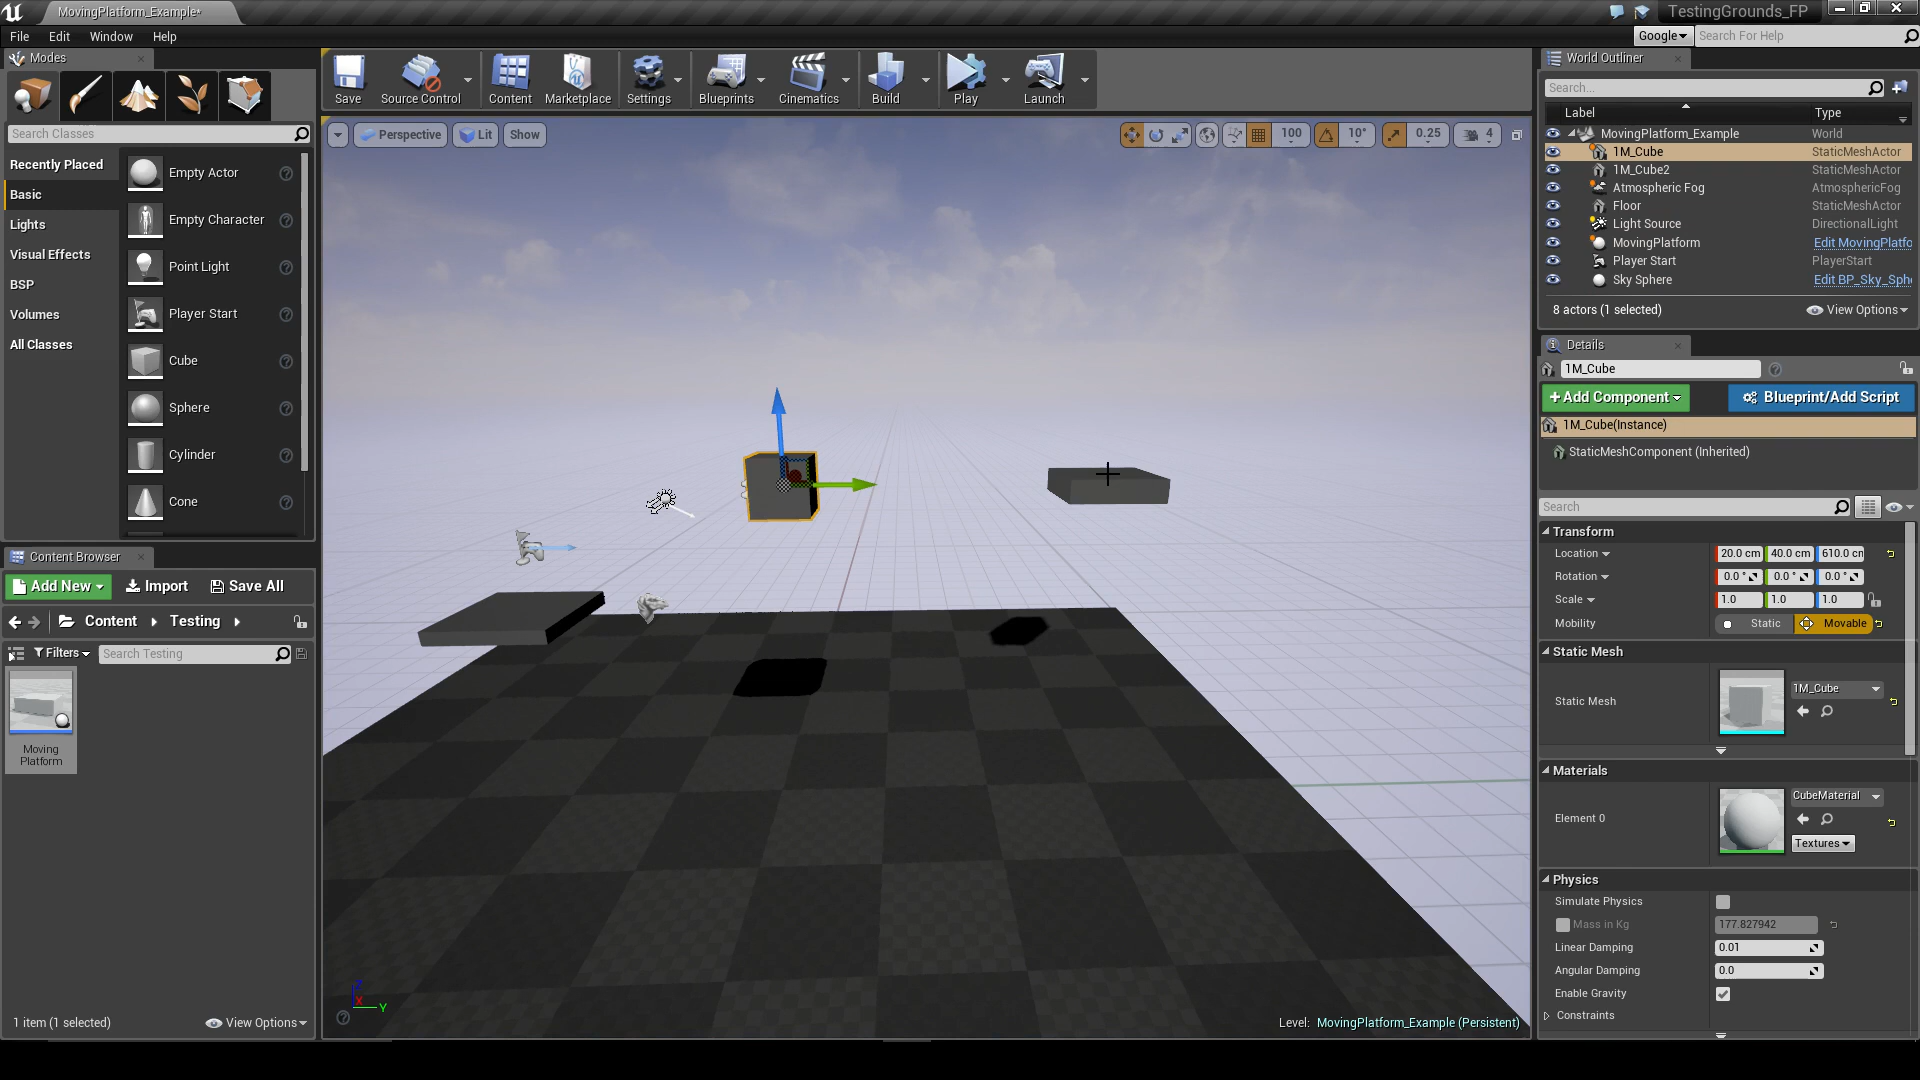 MovingPlatform_Example*
TestingGrounds_FP
File Edit Window Help
Google
Search For Help
Modes
Search Classes
Recently Placed
Basic
Lights
Visual Effects
BSP
Volumes
All Classes
Empty Actor
Empty Character
Point Light
Player Start
Cube
Sphere
Cylinder
Cone
Content Browser
Add New Import Save All
Content Testing
Filters Search Testing
Moving
Platform
1 item (1 selected) View Options
Save Source Control Content Marketplace Settings Blueprints Cinematics Build Play Launch
Perspective Lit Show
100 10° 0.25 4
Z
X
Y
Level: MovingPlatform_Example (Persistent)
World Outliner
Search...
Label Type
MovingPlatform_Example World
1M_Cube StaticMeshActor
1M_Cube2 StaticMeshActor
Atmospheric Fog AtmosphericFog
Floor StaticMeshActor
Light Source DirectionalLight
MovingPlatform Edit MovingPlatfo
Player Start PlayerStart
Sky Sphere Edit BP_Sky_Sph
8 actors (1 selected) View Options
Details
1M_Cube
+Add Component Blueprint/Add Script
1M_Cube(Instance)
StaticMeshComponent (Inherited)
Search
Transform
Location 20.0 cm 40.0 cm 610.0 cm
Rotation 0.0 ° 0.0 ° 0.0 °
Scale 1.0 1.0 1.0
Mobility Static Movable
Static Mesh
Static Mesh 1M_Cube
Materials
Element 0 CubeMaterial
Textures
Physics
Simulate Physics
Mass in Kg 177.827942
Linear Damping 0.01
Angular Damping 0.0
Enable Gravity
Constraints